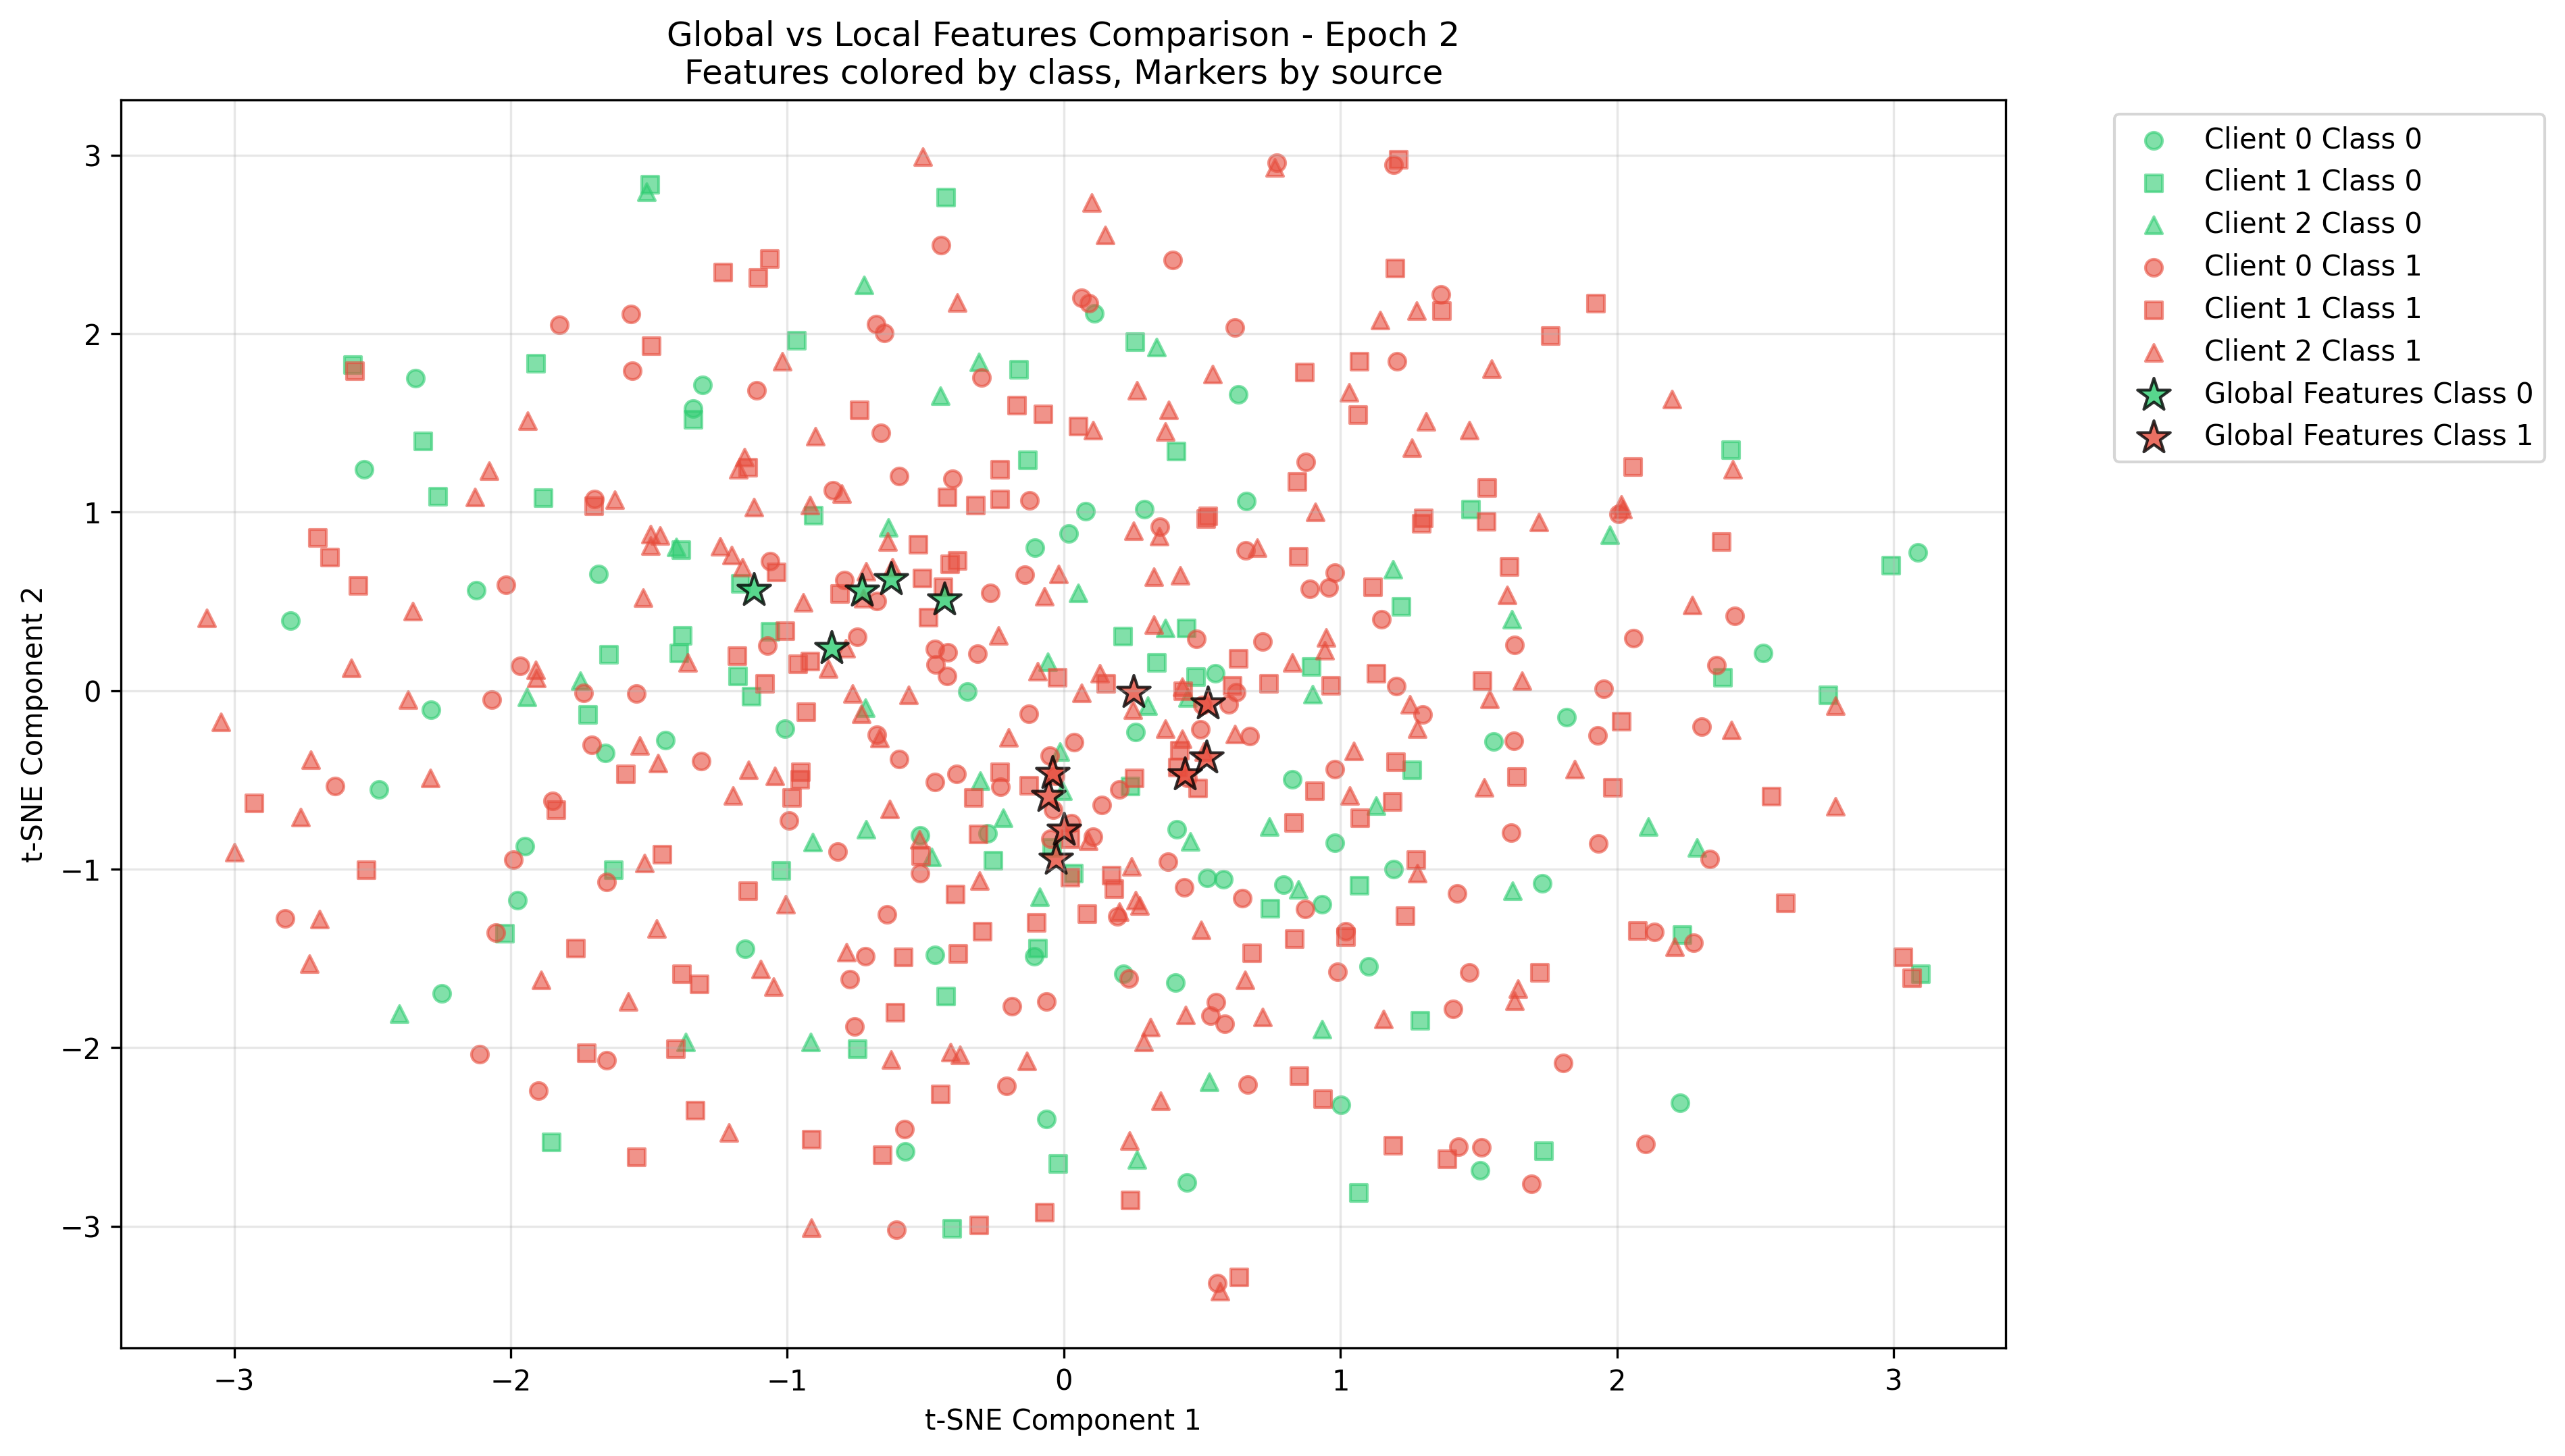 Global vs Local Features Comparison - Epoch 2
Features colored by class, Markers by source
t-SNE Component 2
3
2
1
0
−1
−2
−3
−3
−2
−1
0
1
2
3
t-SNE Component 1
Client 0 Class 0
Client 1 Class 0
Client 2 Class 0
Client 0 Class 1
Client 1 Class 1
Client 2 Class 1
Global Features Class 0
Global Features Class 1